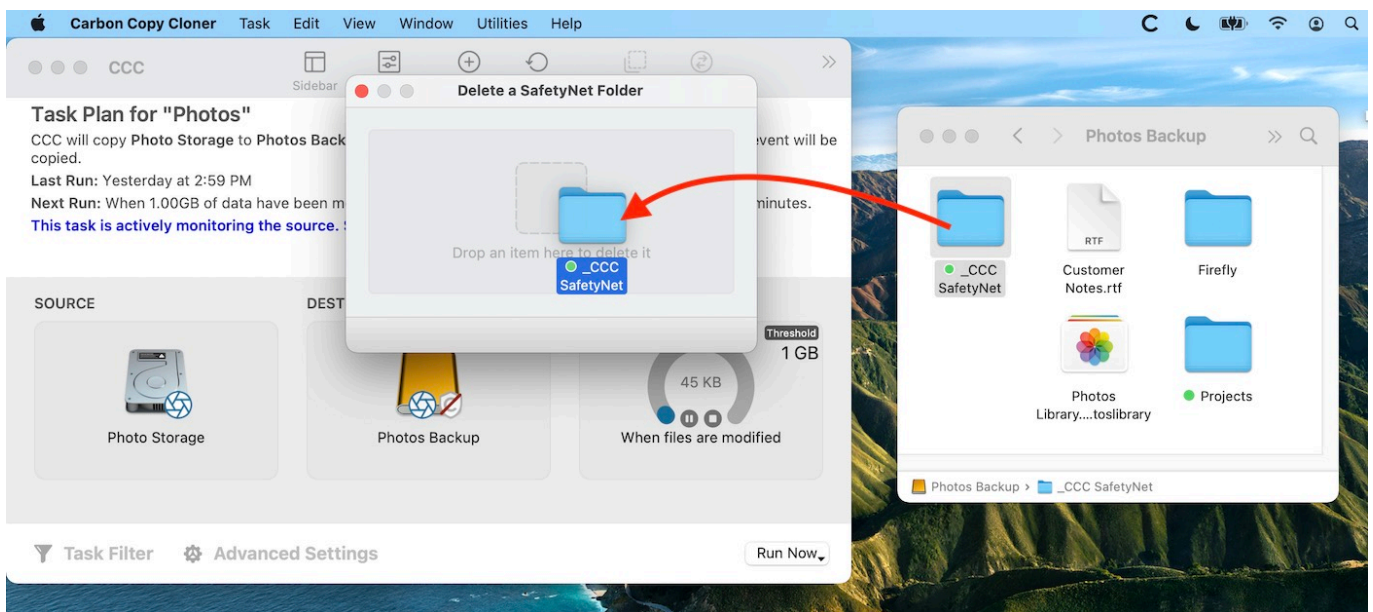 Carbon Copy Cloner Task Edit View Window Utilities Help
CCC
Sidebar
Delete a SafetyNet Folder
Task Plan for "Photos"
CCC will copy Photo Storage to Photos Back
event will be
copied.
Last Run: Yesterday at 2:59 PM
Next Run: When 1.00GB of data have been m
minutes.
This task is actively monitoring the source.
Drop an item here to delete it
_CCC
SafetyNet
SOURCE
DEST
Threshold
1 GB
45 KB
Photo Storage
Photos Backup
When files are modified
Task Filter
Advanced Settings
Run Now
Photos Backup
_CCC
SafetyNet
RTF
Customer
Notes.rtf
Firefly
Photos
Library....toslibrary
Projects
Photos Backup › _CCC SafetyNet